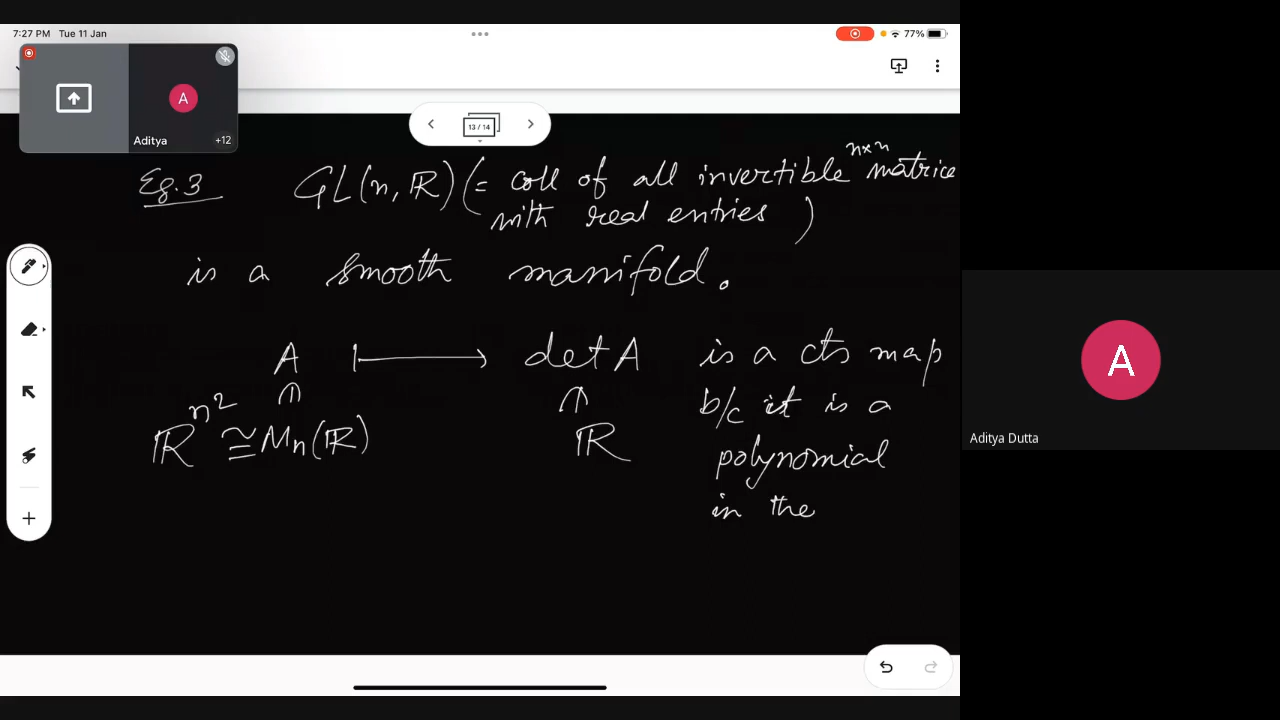 7:27 PM Tue 11 Jan
77%
A
Aditya
+12
13 / 14
Eg. 3 GL(n, ℝ) (= coll of all invertible n×n matrice
with real entries )
is a smooth manifold.
A ⟼ det A is a cts map
∈ ∈ b/c it is a
ℝ^{n^2} ≅ Mn(ℝ) ℝ polynomial
in the
A
Aditya Dutta